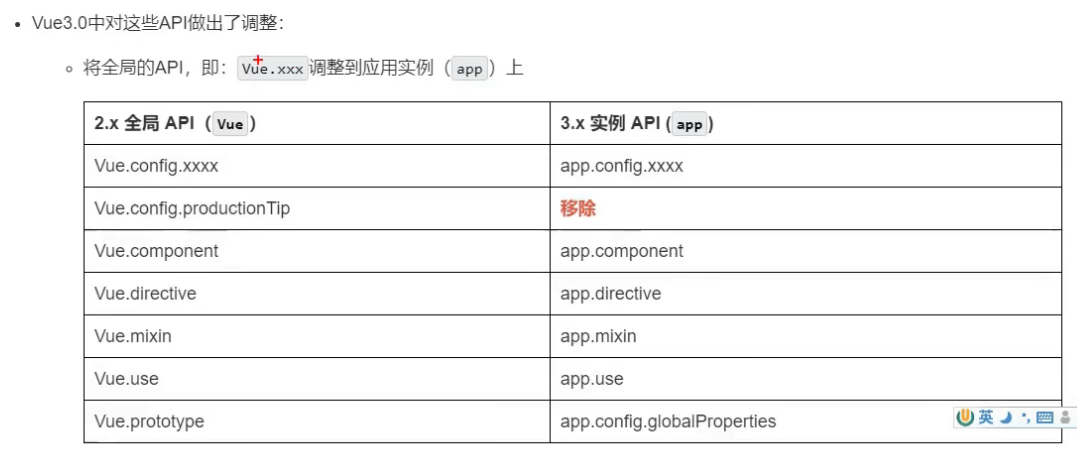 Vue3.0中对这些API做出了调整：
将全局的API，即：Vue.xxx调整到应用实例（app）上
2.x 全局 API（Vue） 3.x 实例 API (app)
Vue.config.xxxx app.config.xxxx
Vue.config.productionTip 移除
Vue.component app.component
Vue.directive app.directive
Vue.mixin app.mixin
Vue.use app.use
Vue.prototype app.config.globalProperties
英